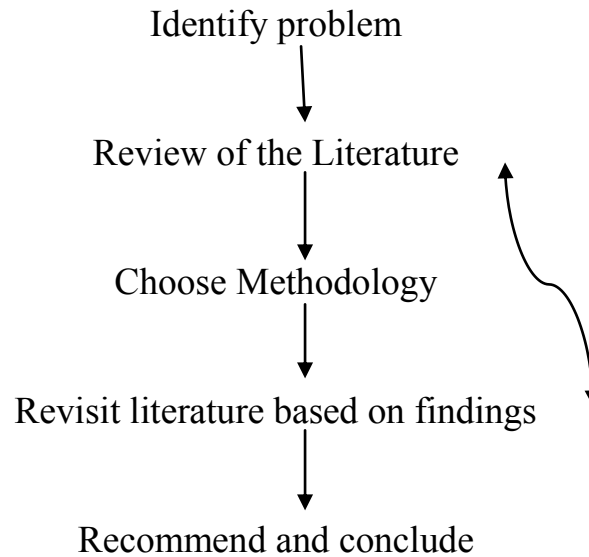 Identify problem
Review of the Literature
Choose Methodology
Revisit literature based on findings
Recommend and conclude